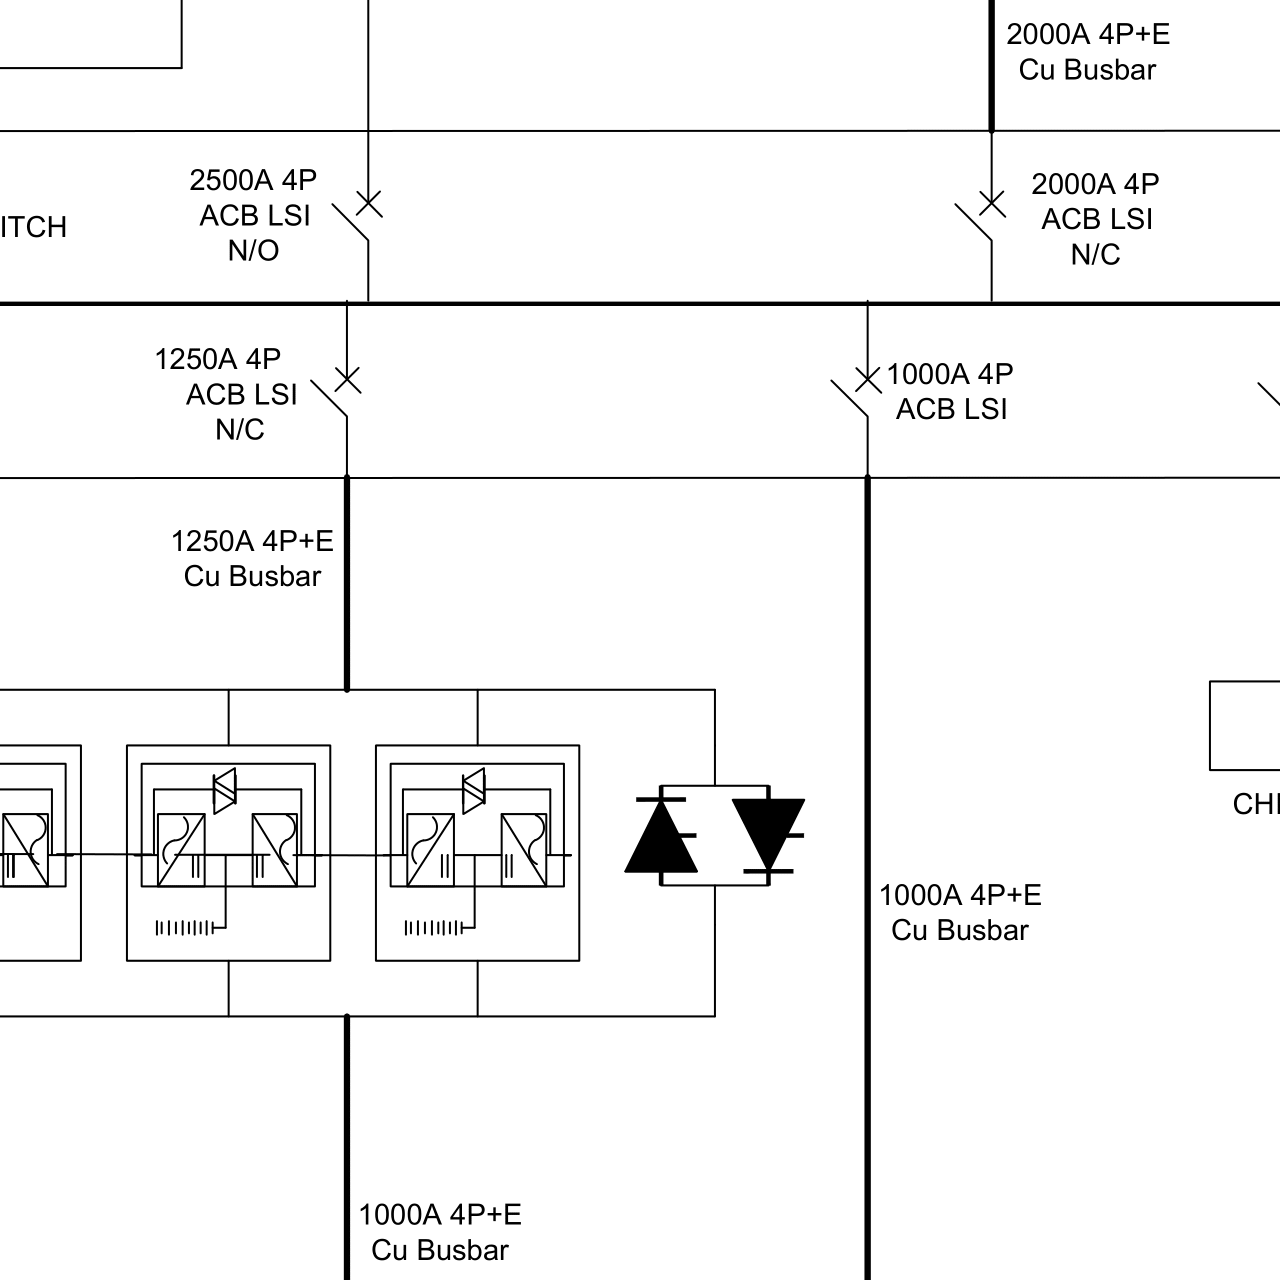 2000A 4P+E
Cu Busbar
2500A 4P
ACB LSI
N/O
2000A 4P
ACB LSI
N/C
ITCH
1250A 4P
ACB LSI
N/C
1000A 4P
ACB LSI
1250A 4P+E
Cu Busbar
CHI
1000A 4P+E
Cu Busbar
1000A 4P+E
Cu Busbar